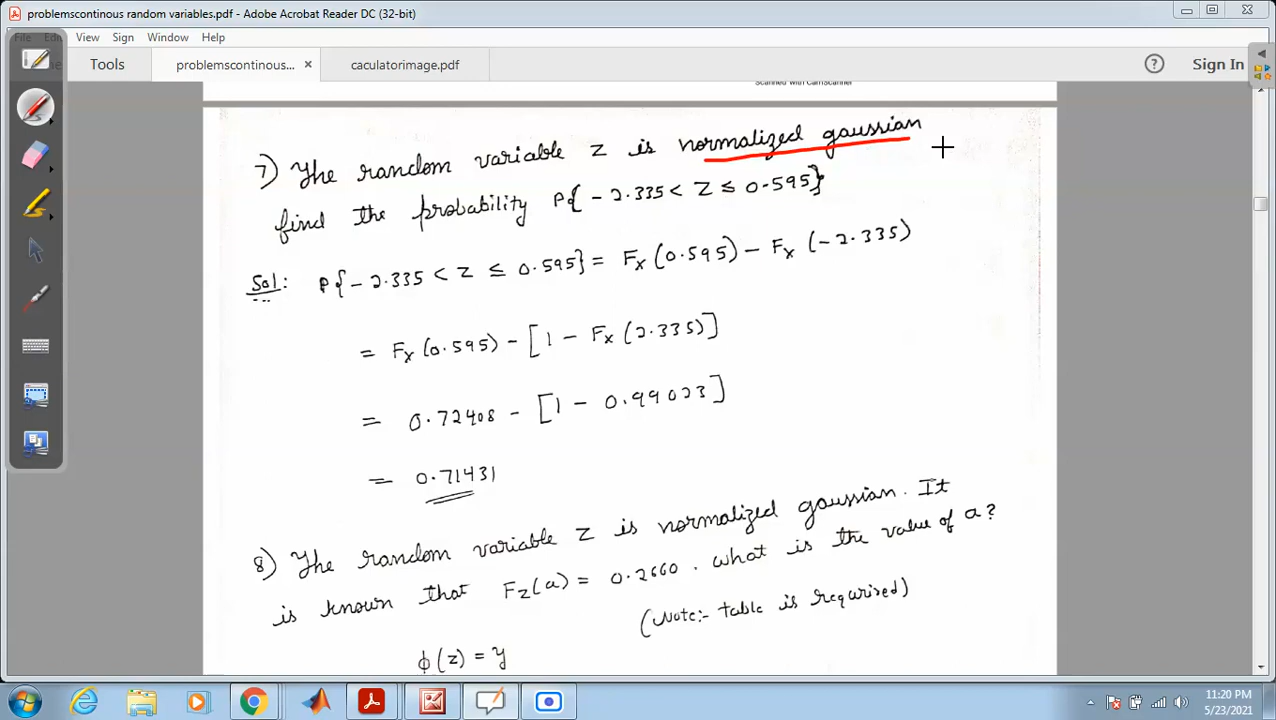 problemscontinous random variables.pdf - Adobe Acrobat Reader DC (32-bit)
View Sign Window Help
Tools problemscontinous... × caculatorimage.pdf Sign In
Scanned with CamScanner
7) The random variable Z is normalized gaussian
find the probability P{ -2.335 < Z ≤ 0.595}
Sol: P{ -2.335 < Z ≤ 0.595} = Fx (0.595) - Fx (-2.335)
= Fx (0.595) - [1 - Fx (2.335)]
= 0.72408 - [1 - 0.99023]
= 0.71431
8) The random variable Z is normalized gaussian. It
is known that FZ(a) = 0.2660. what is the value of a?
(Note:- table is requrised)
ϕ(z) = y
11:20 PM
5/23/2021